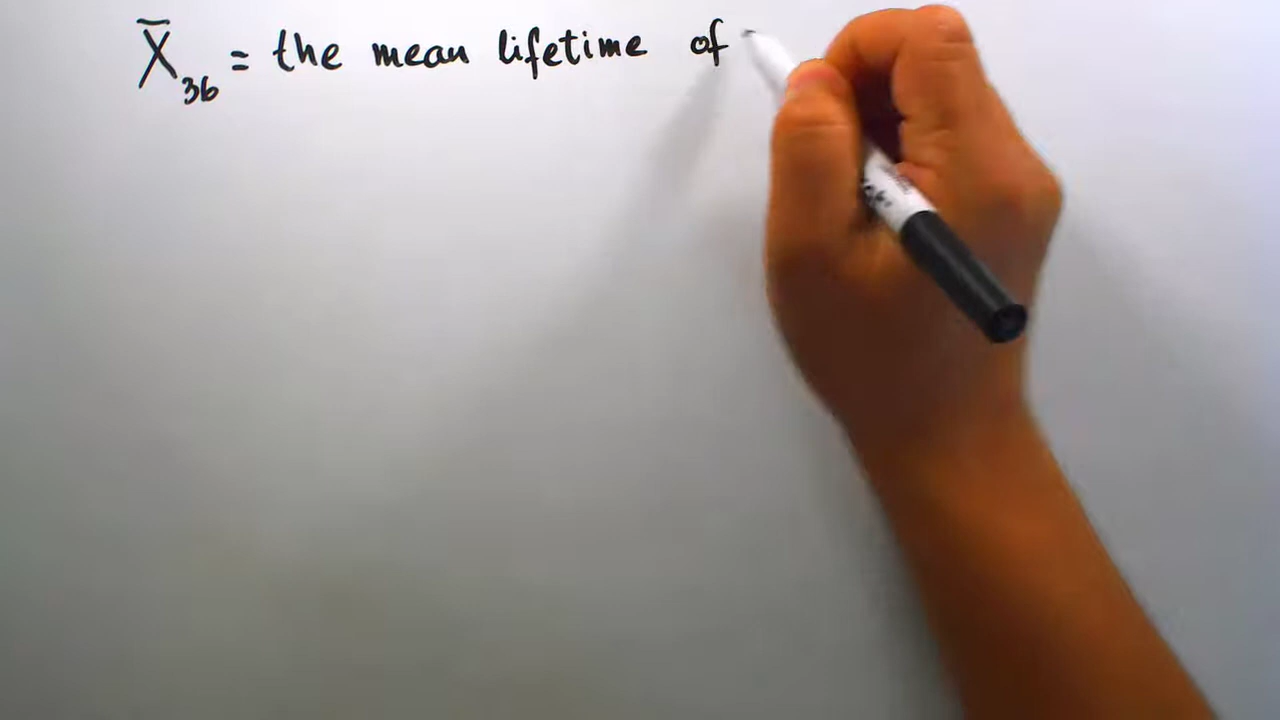 X̄₃₆ = the mean lifetime of